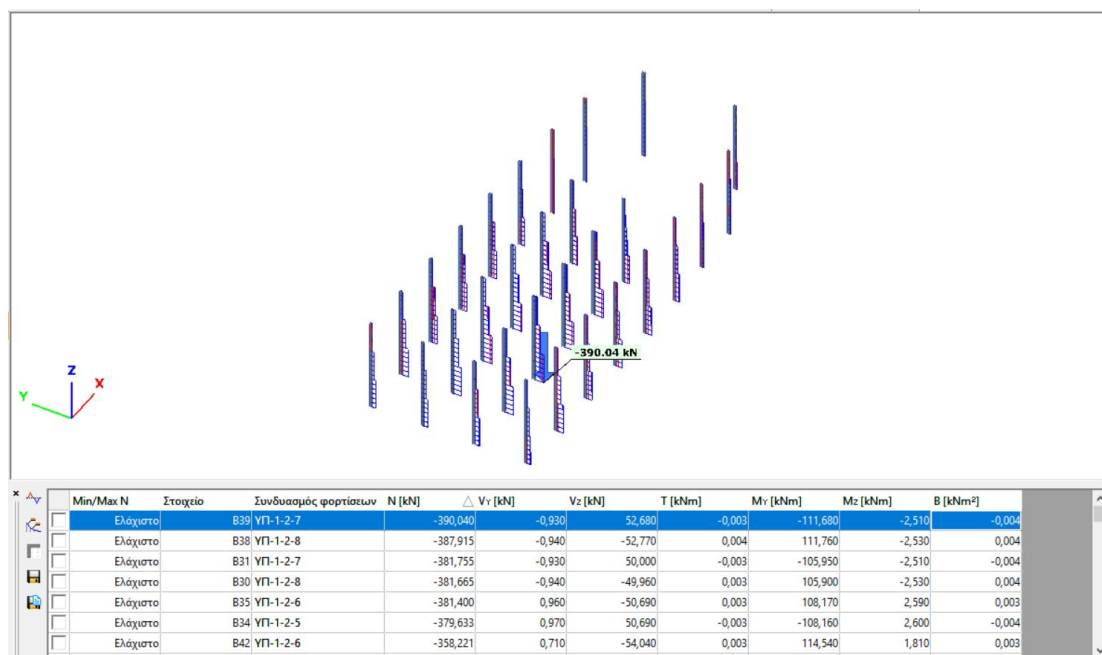 -390.04 kN
Z
X
Y
Min/Max N Στοιχείο Συνδυασμός φορτίσεων N [kN] VY [kN] VZ [kN] T [kNm] MY [kNm] MZ [kNm] B [kNm²]
Ελάχιστο B39 ΥΠ-1-2-7 -390,040 -0,930 52,680 -0,003 -111,680 -2,510 -0,004
Ελάχιστο B38 ΥΠ-1-2-8 -387,915 -0,940 -52,770 0,004 111,760 -2,530 0,004
Ελάχιστο B31 ΥΠ-1-2-7 -381,755 -0,930 50,000 -0,003 -105,950 -2,510 -0,004
Ελάχιστο B30 ΥΠ-1-2-8 -381,665 -0,940 -49,960 0,003 105,900 -2,530 0,004
Ελάχιστο B35 ΥΠ-1-2-6 -381,400 0,960 -50,690 0,003 108,170 2,590 0,003
Ελάχιστο B34 ΥΠ-1-2-5 -379,633 0,970 50,690 -0,003 -108,160 2,600 -0,004
Ελάχιστο B42 ΥΠ-1-2-6 -358,221 0,710 -54,040 0,003 114,540 1,810 0,003